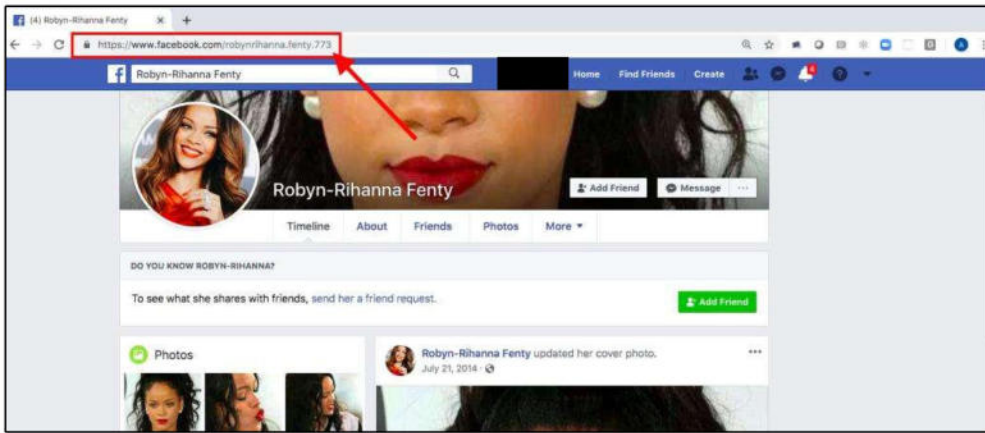 (4) Robyn-Rihanna Fenty
https://www.facebook.com/robynrihanna.fenty.773
Robyn-Rihanna Fenty
Home Find Friends Create 4
Robyn-Rihanna Fenty
Add Friend Message
Timeline About Friends Photos More
DO YOU KNOW ROBYN-RIHANNA?
To see what she shares with friends, send her a friend request.
Add Friend
Photos
Robyn-Rihanna Fenty updated her cover photo.
July 21, 2014